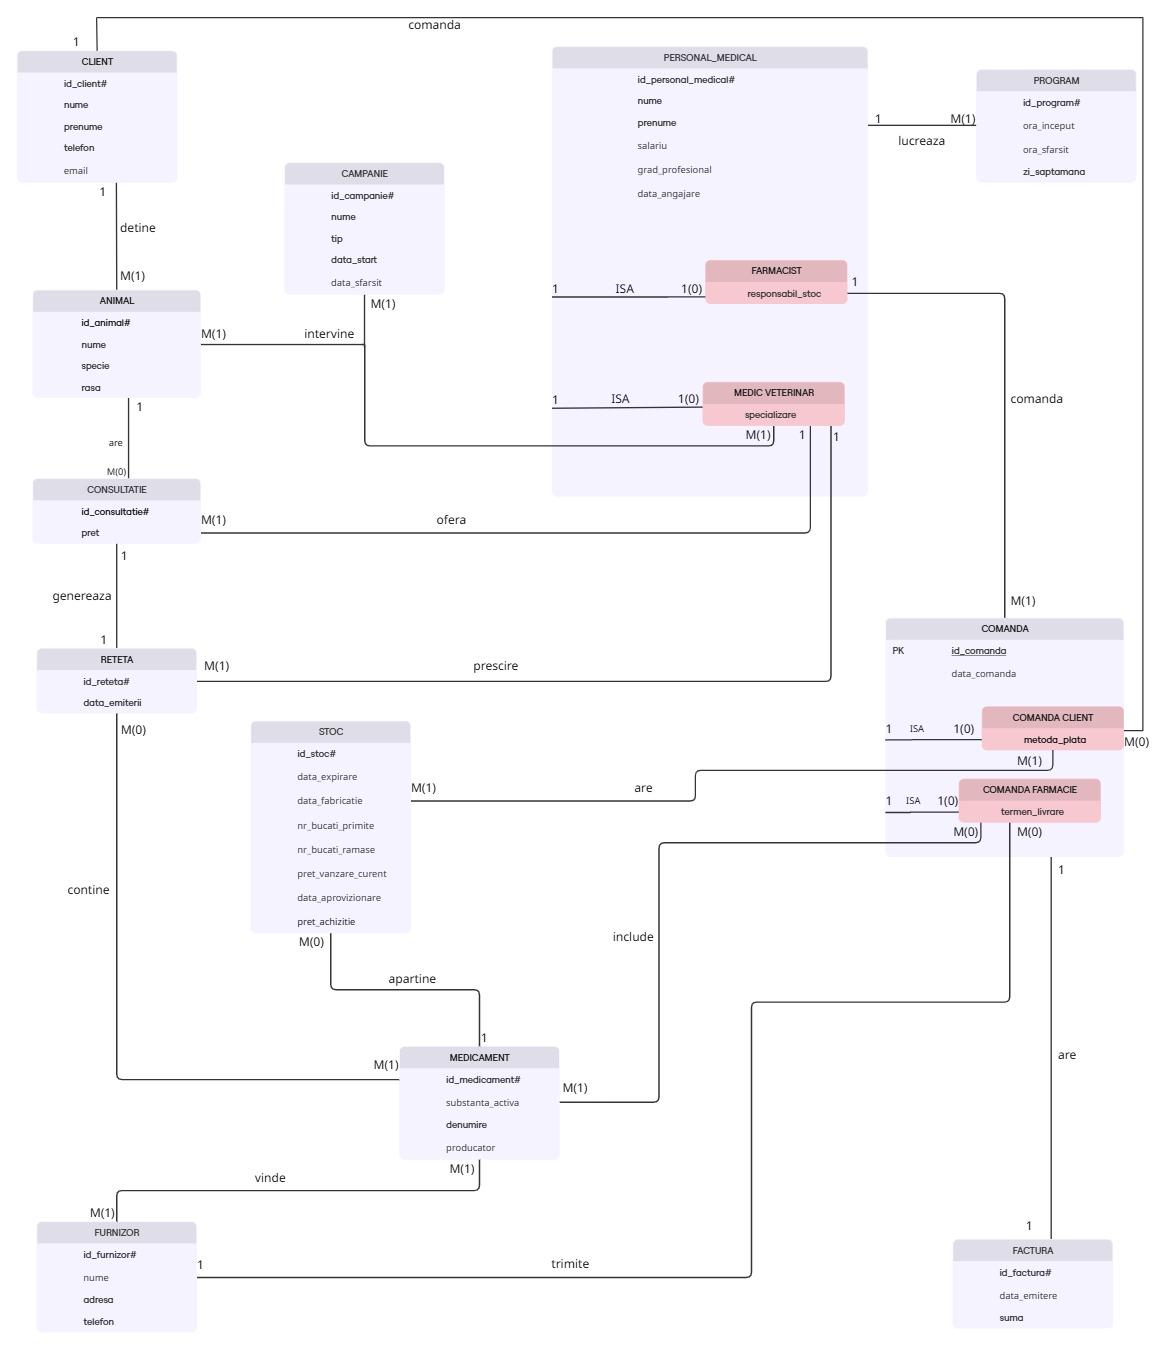 comanda
1
CLIENT
id_client#
nume
prenume
telefon
email
1
detine
M(1)
PERSONAL_MEDICAL
id_personal_medical#
nume
prenume
salariu
grad_profesional
data_angajare
1
M(1)
lucreaza
PROGRAM
id_program#
ora_inceput
ora_sfarsit
zi_saptamana
CAMPANIE
id_campanie#
nume
tip
data_start
data_sfarsit
M(1)
FARMACIST
responsabil_stoc
1
ISA
1(0)
1
ANIMAL
id_animal#
nume
specie
rasa
M(1)
intervine
1
are
M(0)
MEDIC VETERINAR
specializare
1
ISA
1(0)
M(1)
1
1
comanda
M(1)
CONSULTATIE
id_consultatie#
pret
M(1)
ofera
1
genereaza
1
RETETA
id_reteta#
data_emiterii
M(1)
prescire
M(0)
COMANDA
PK
id_comanda
data_comanda
COMANDA CLIENT
metoda_plata
1
ISA
1(0)
M(0)
M(1)
COMANDA FARMACIE
termen_livrare
1
ISA
1(0)
M(0)
M(0)
1
STOC
id_stoc#
data_expirare
data_fabricatie
nr_bucati_primite
nr_bucati_ramase
pret_vanzare_curent
data_aprovizionare
pret_achizitie
M(1)
are
M(0)
contine
include
apartine
1
M(1)
MEDICAMENT
id_medicament#
substanta_activa
denumire
producator
M(1)
are
M(1)
vinde
M(1)
FURNIZOR
id_furnizor#
nume
adresa
telefon
1
trimite
1
FACTURA
id_factura#
data_emitere
suma